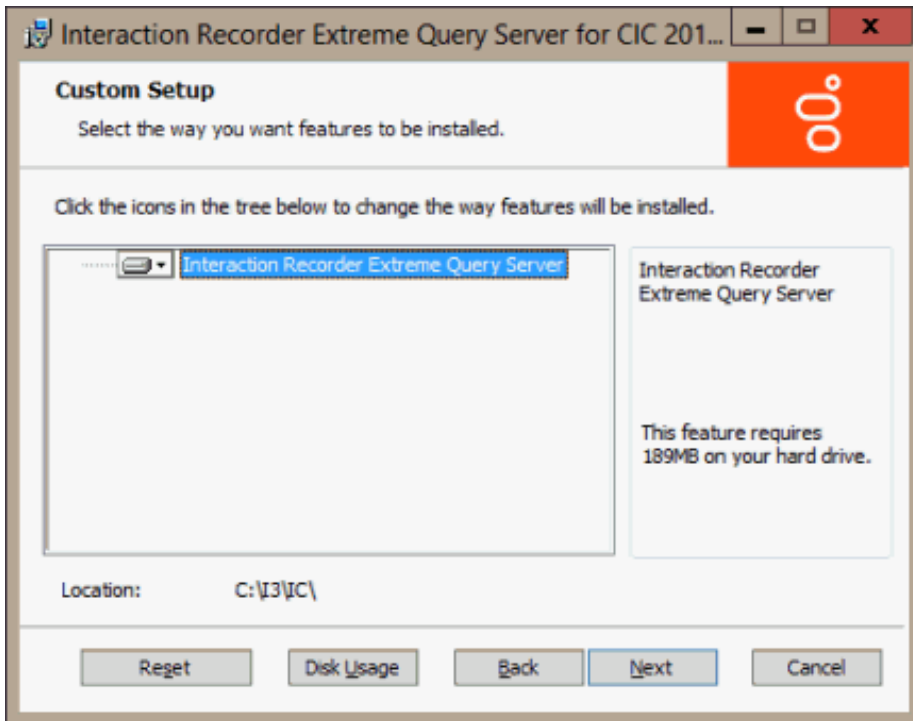 Interaction Recorder Extreme Query Server for CIC 201...
Custom Setup
Select the way you want features to be installed.
Click the icons in the tree below to change the way features will be installed.
Interaction Recorder Extreme Query Server
Interaction Recorder
Extreme Query Server
This feature requires
189MB on your hard drive.
Location: C:\I3\IC\
Reset Disk Usage Back Next Cancel